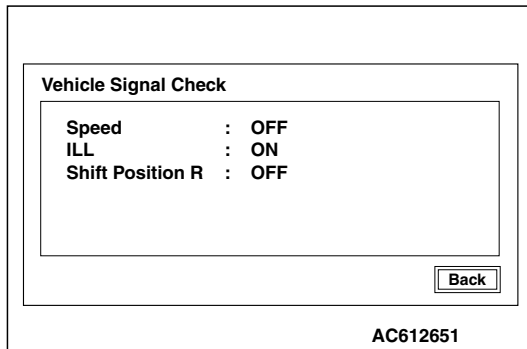 Vehicle Signal Check
Speed : OFF
ILL : ON
Shift Position R : OFF
Back
AC612651